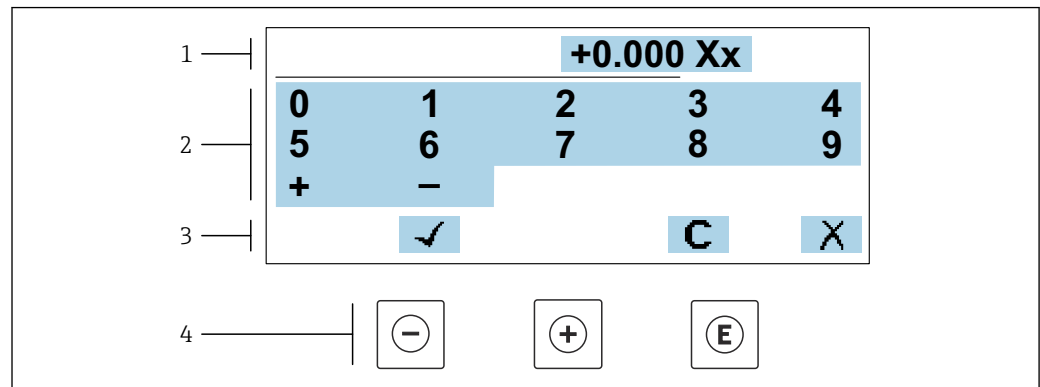 1 +0.000 Xx
0 1 2 3 4
2 5 6 7 8 9
+ −
3 ✓ C X
4 − + E